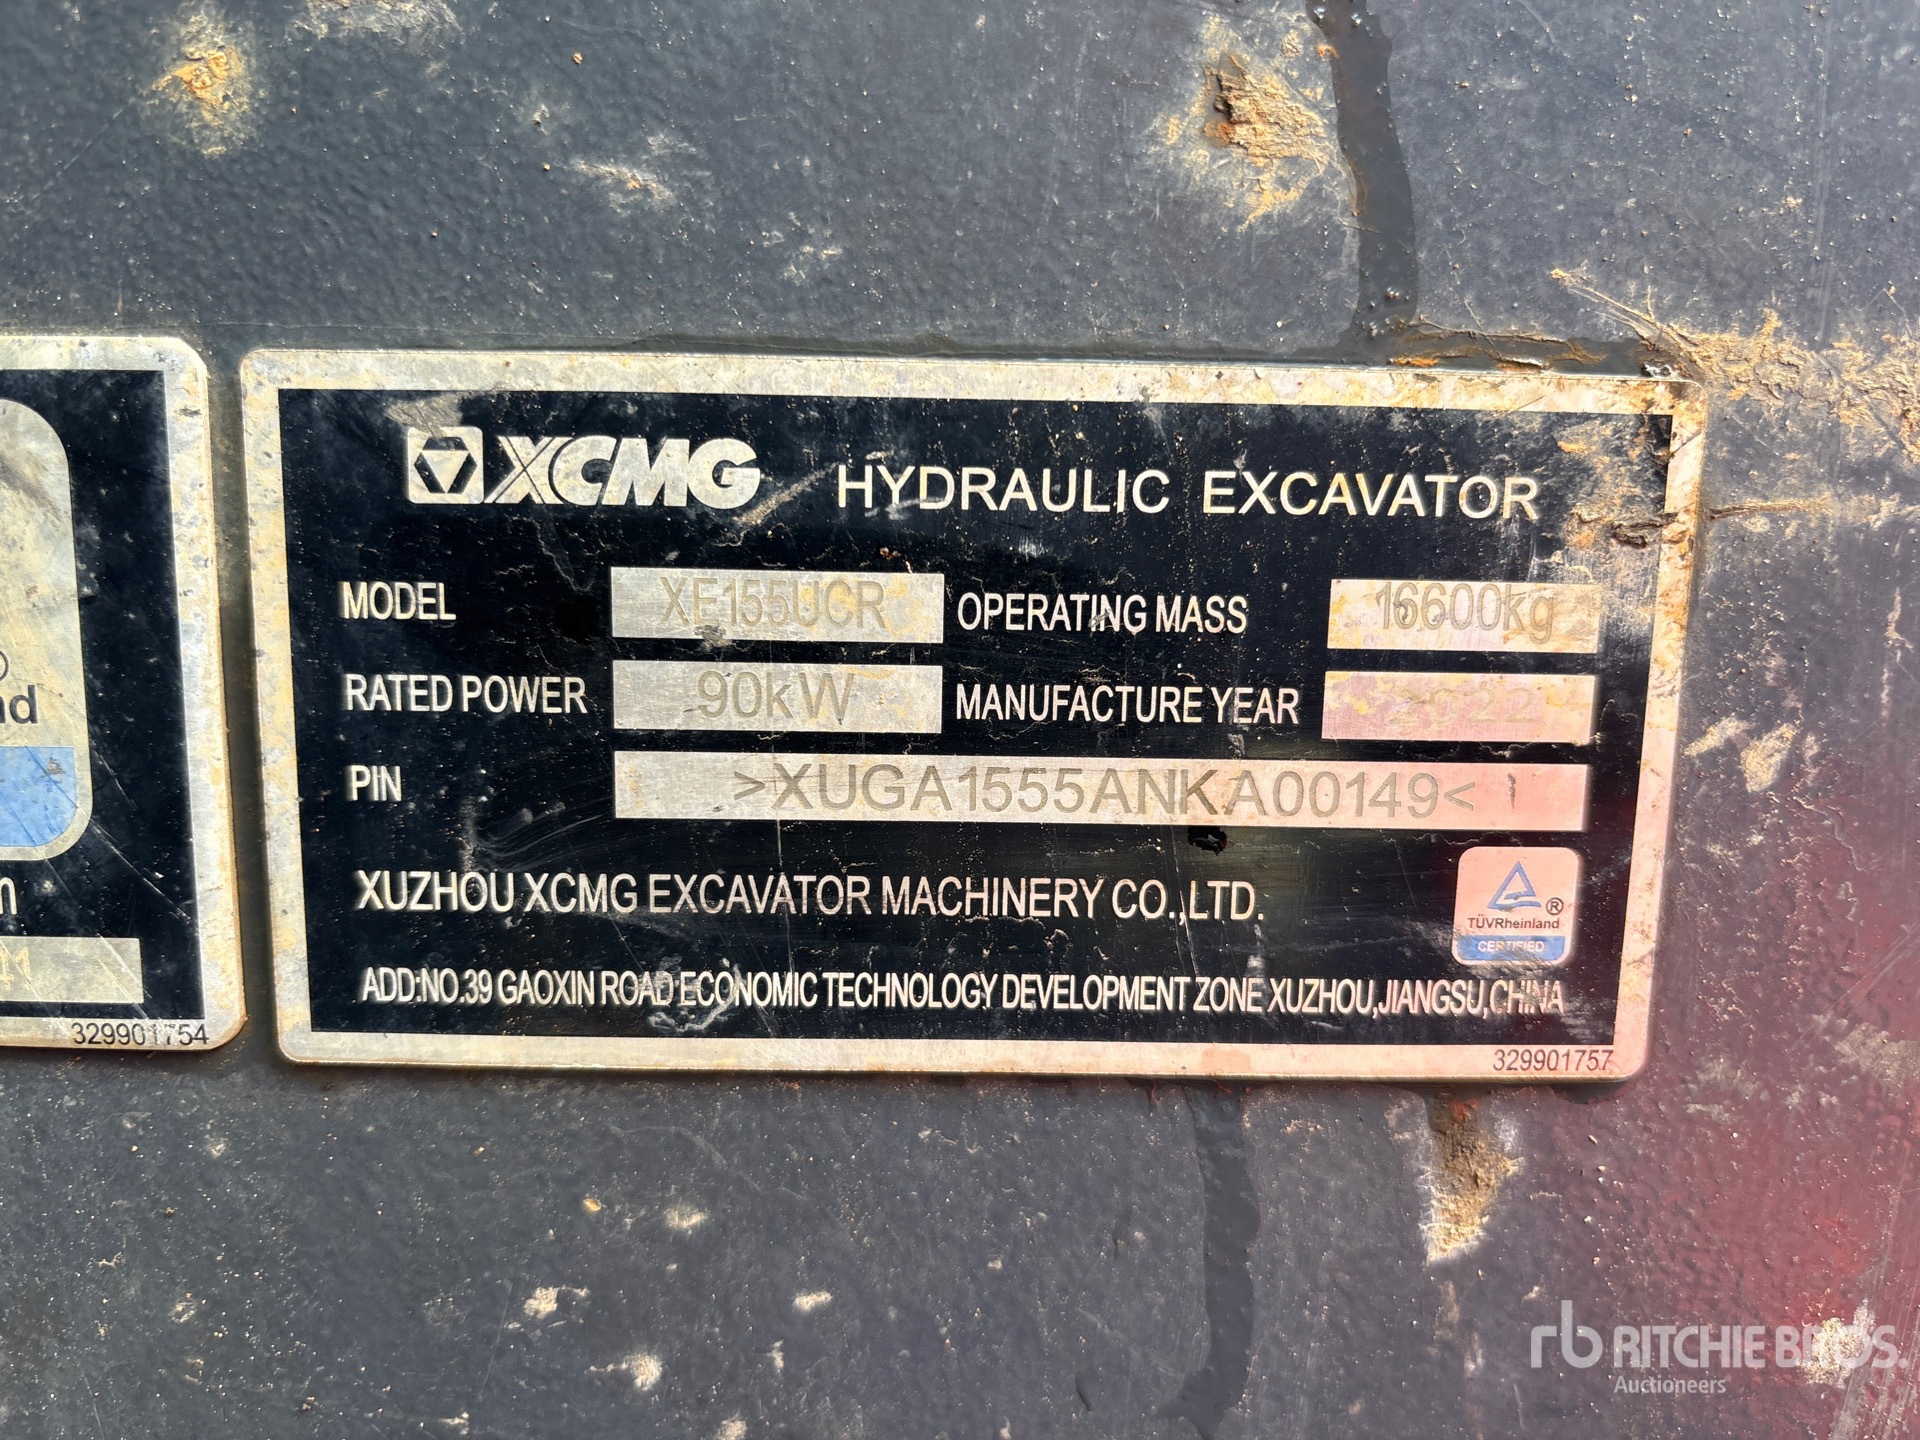 XCMG HYDRAULIC EXCAVATOR
MODEL XE155UCR OPERATING MASS 16600kg
RATED POWER 90kW MANUFACTURE YEAR 2022
PIN >XUGA1555ANKA00149<
XUZHOU XCMG EXCAVATOR MACHINERY CO.,LTD.
®
TÜVRheinland
CERTIFIED
ADD:NO.39 GAOXIN ROAD ECONOMIC TECHNOLOGY DEVELOPMENT ZONE XUZHOU,JIANGSU,CHINA
329901754
329901757
rb RITCHIE BROS.
Auctioneers